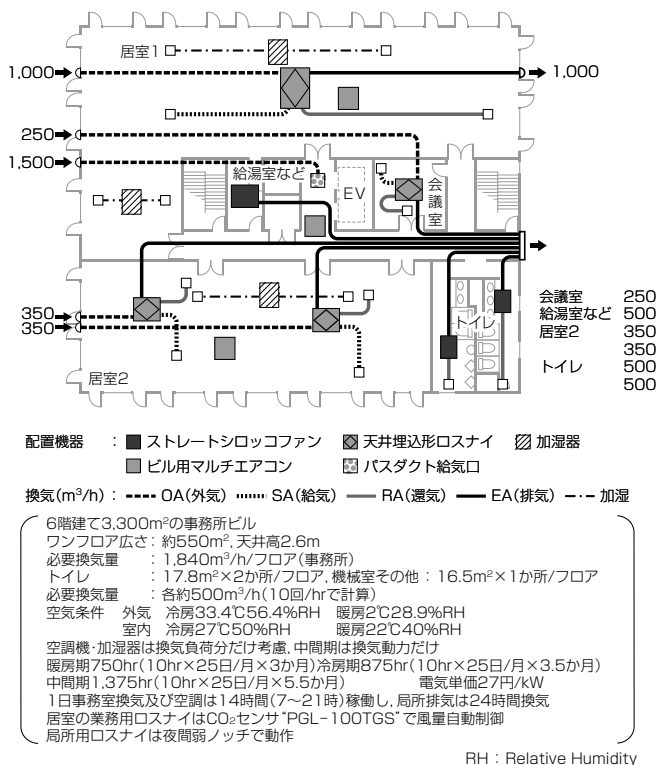 居室1
1,000
1,000
250
1,500
給湯室など
EV
会議室
会議室 250
給湯室など 500
居室2 350
350
トイレ 500
500
350
350
トイレ
居室2
配置機器 : ストレートシロッコファン 天井埋込形ロスナイ 加湿器
ビル用マルチエアコン パスダクト給気口
換気(m³/h) : OA(外気) SA(給気) RA(還気) EA(排気) 加湿
6階建て3,300m²の事務所ビル
ワンフロア広さ : 約550m², 天井高2.6m
必要換気量 : 1,840m³/h/フロア(事務所)
トイレ : 17.8m²×2か所/フロア, 機械室その他 : 16.5m²×1か所/フロア
必要換気量 : 各約500m³/h(10回/hrで計算)
空気条件 外気 冷房33.4℃56.4%RH 暖房2℃28.9%RH
室内 冷房27℃50%RH 暖房22℃40%RH
空調機・加湿器は換気負荷分だけ考慮, 中間期は換気動力だけ
暖房期750hr(10hr×25日/月×3か月)冷房期875hr(10hr×25日/月×3.5か月)
中間期1,375hr(10hr×25日/月×5.5か月) 電気単価27円/kW
1日事務室換気及び空調は14時間(7〜21時)稼働し, 局所排気は24時間換気
居室の業務用ロスナイはCO₂センサ“PGL-100TGS”で風量自動制御
局所用ロスナイは夜間弱ノッチで動作
RH : Relative Humidity